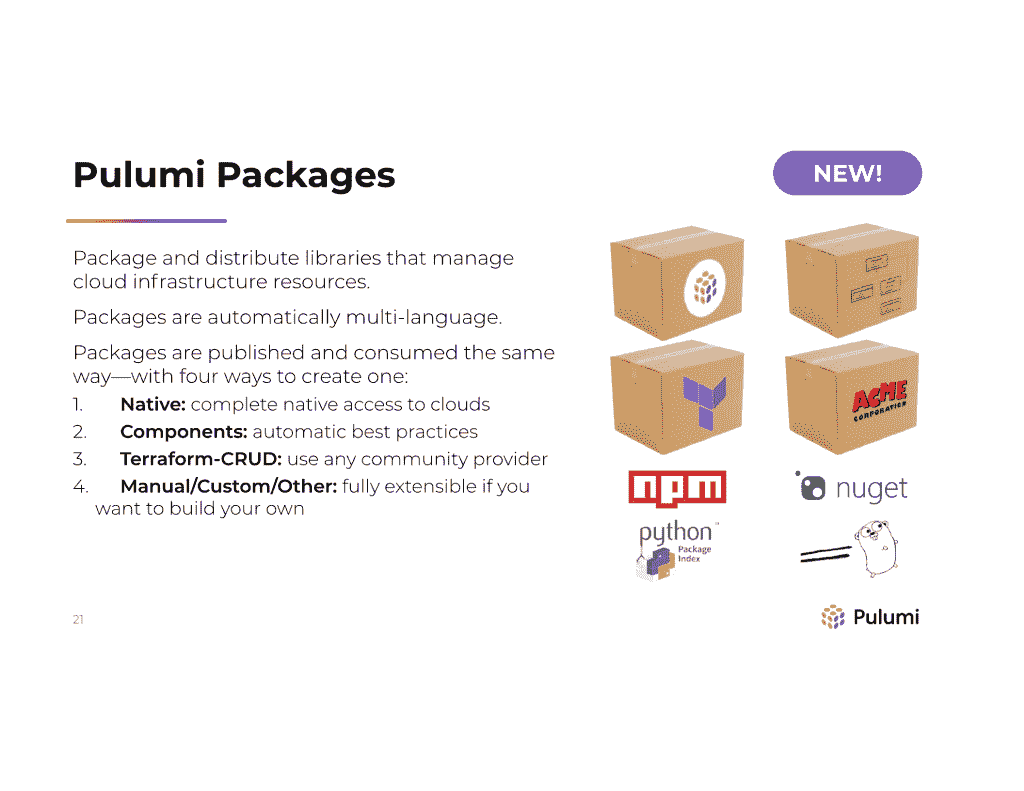 Pulumi Packages
NEW!
Package and distribute libraries that manage
cloud infrastructure resources.
Packages are automatically multi-language.
Packages are published and consumed the same
way—with four ways to create one:
1. Native: complete native access to clouds
2. Components: automatic best practices
3. Terraform-CRUD: use any community provider
4. Manual/Custom/Other: fully extensible if you
want to build your own
ACME
CORPORATION
npm
nuget
python™
Package
Index
21
Pulumi